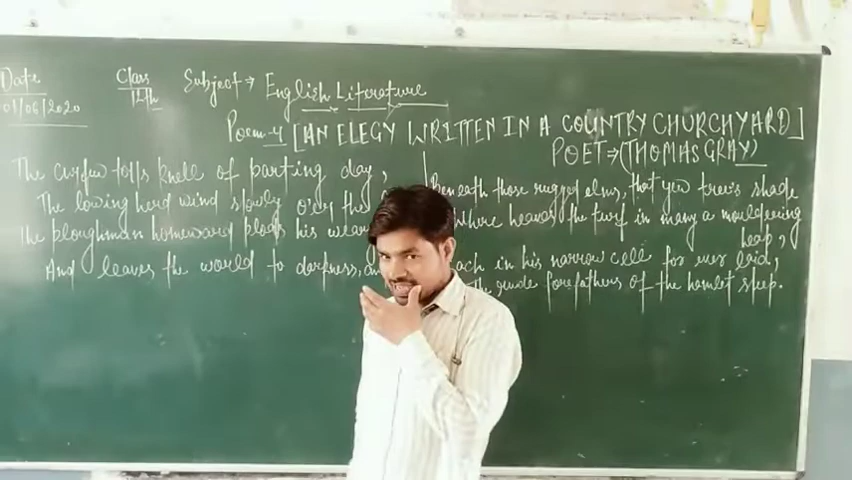 Date Class Subject → English Literature
01/06/2020 12th
Poem-4 [AN ELEGY WRITTEN IN A COUNTRY CHURCHYARD]
POET ⇒ (THOMAS GRAY)
The curfew tolls knell of parting day,
The lowing herd wind slowly o'er the
The ploughman homeward plods his wear
And leaves the world to darkness, an
Beneath those rugged elms, that yew tree's shade
Where heaves the turf in many a mouldering
heap,
ach in his narrow cell for ever laid,
The rude forefathers of the hamlet sleep.